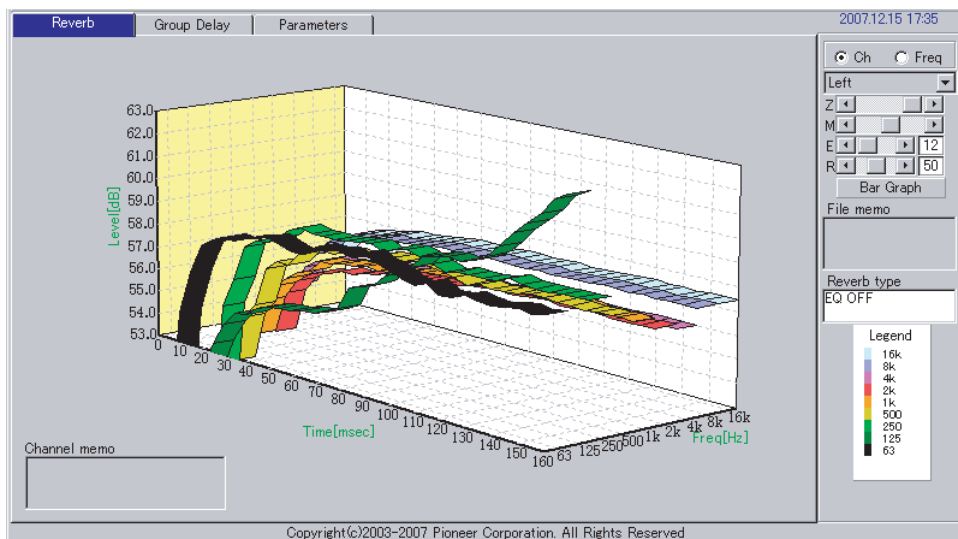 Reverb
Group Delay
Parameters
2007.12.15 17:35
Ch
Freq
Left
Z
M
E
12
R
50
Bar Graph
File memo
Reverb type
EQ OFF
Legend
16k
8k
4k
2k
1k
500
250
125
63
Level[dB]
63.0
62.0
61.0
60.0
59.0
58.0
57.0
56.0
55.0
54.0
53.0
0
10
20
30
40
50
60
70
80
90
100
110
120
130
140
150
160
Time[msec]
63
125
250
500
1k
2k
4k
8k
16k
Freq[Hz]
Channel memo
Copyright(c)2003-2007 Pioneer Corporation. All Rights Reserved